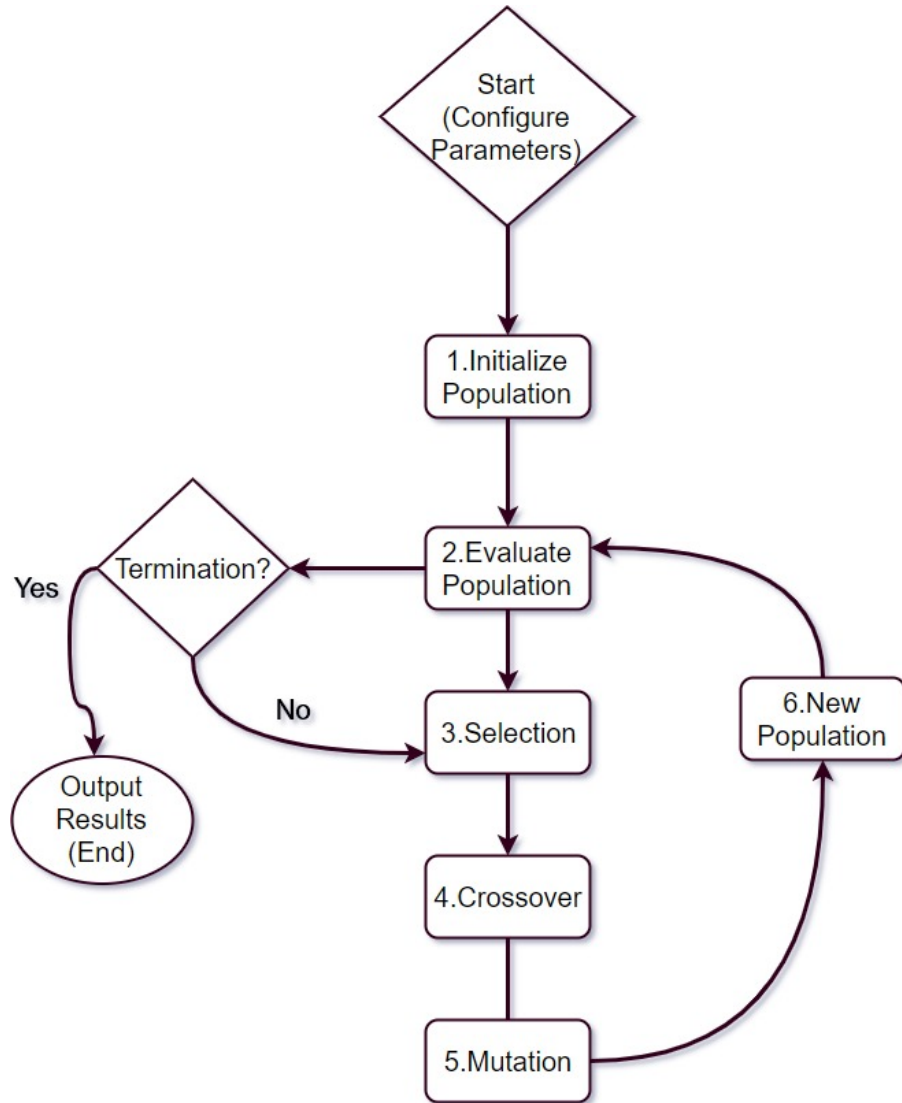 Start
(Configure
Parameters)
1.Initialize
Population
Termination?
2.Evaluate
Population
Yes
No
3.Selection
6.New
Population
Output
Results
(End)
4.Crossover
5.Mutation